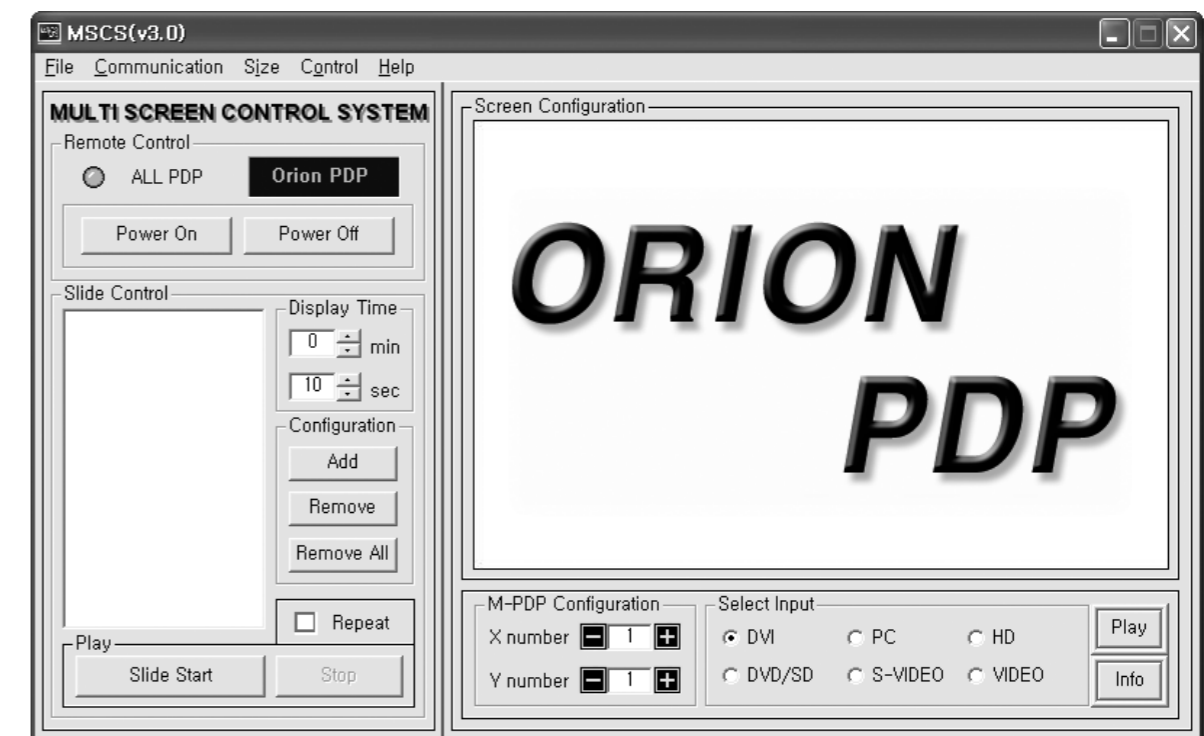 MSCS(v3.0)
File Communication Size Control Help
MULTI SCREEN CONTROL SYSTEM
Remote Control
ALL PDP Orion PDP
Power On Power Off
Slide Control
Display Time
0 min
10 sec
Configuration
Add
Remove
Remove All
Repeat
Play
Slide Start Stop
Screen Configuration
ORION
PDP
M-PDP Configuration
X number 1
Y number 1
Select Input
DVI PC HD
DVD/SD S-VIDEO VIDEO
Play
Info